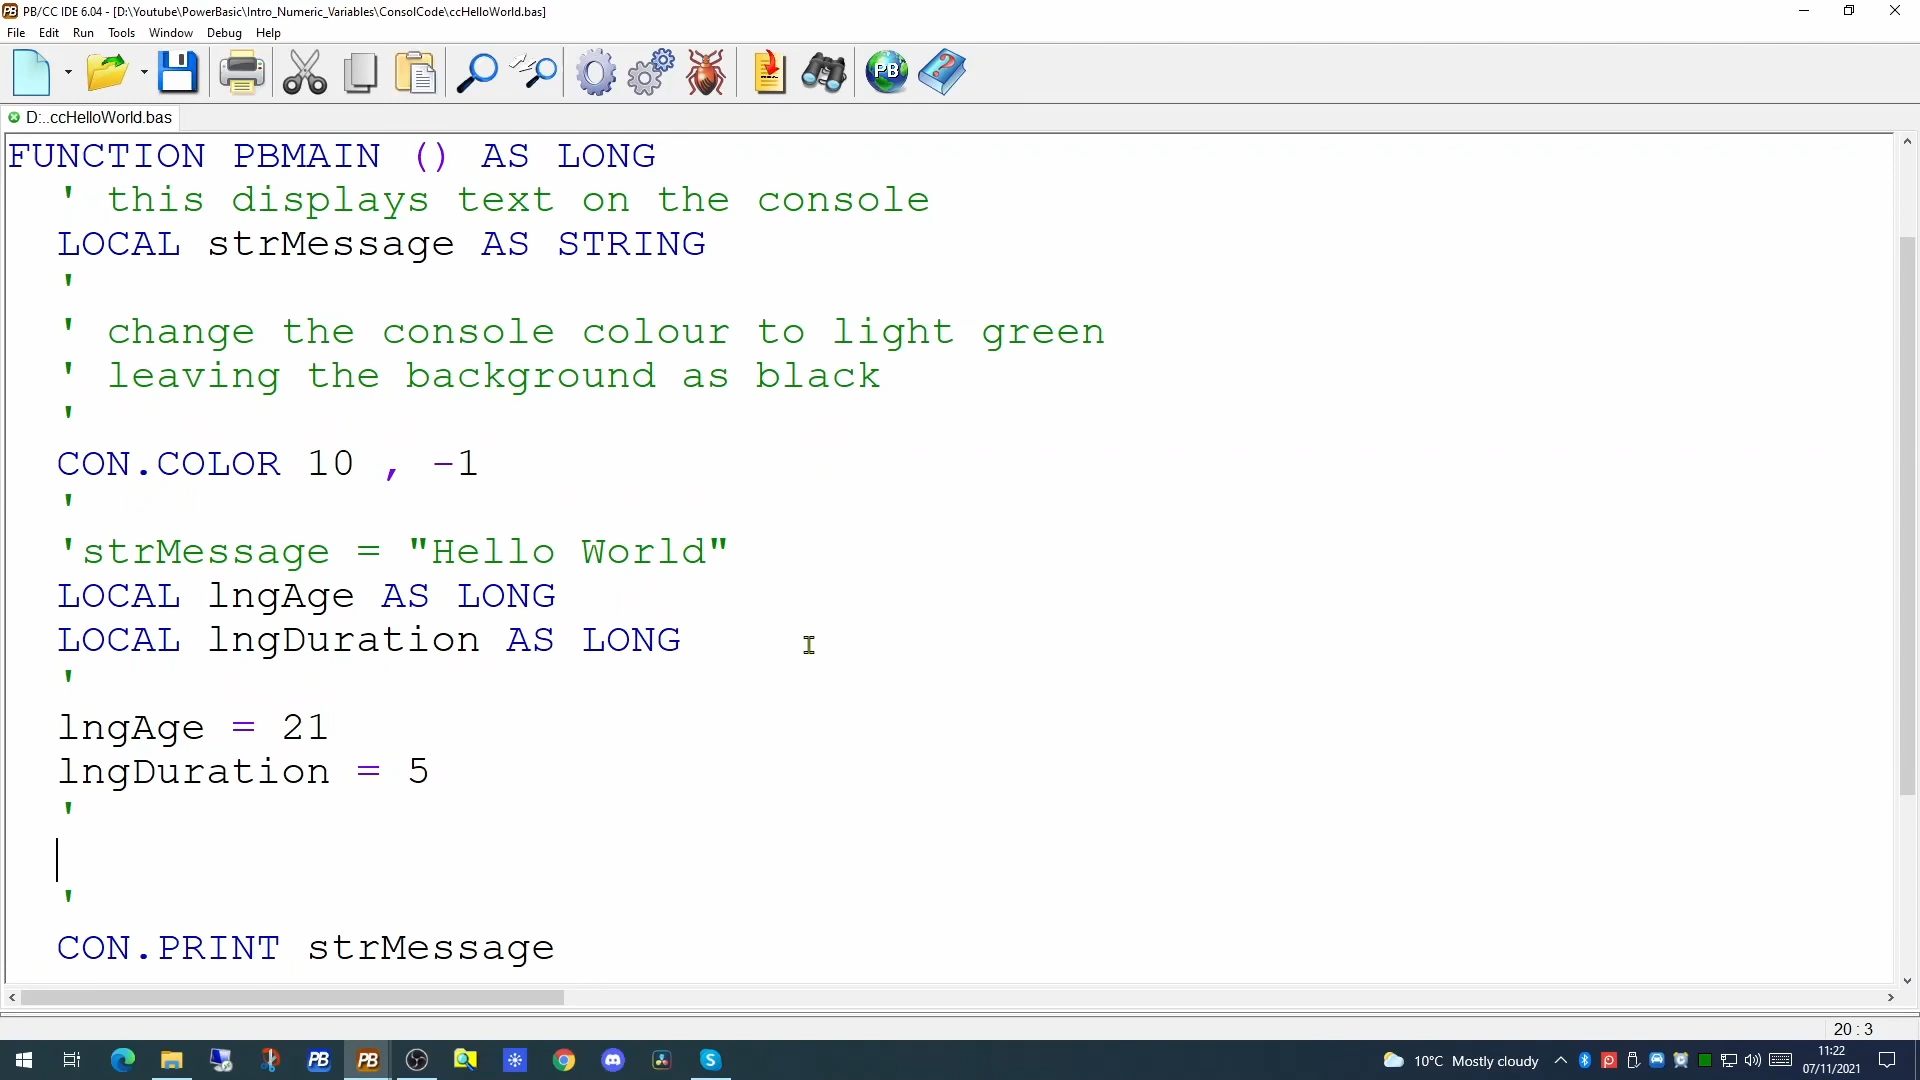 PB/CC IDE 6.04 - [D:\Youtube\PowerBasic\Intro_Numeric_Variables\ConsolCode\ccHelloWorld.bas]
File Edit Run Tools Window Debug Help
PB
D:..ccHelloWorld.bas
FUNCTION PBMAIN () AS LONG
' this displays text on the console
LOCAL strMessage AS STRING
'
' change the console colour to light green
' leaving the background as black
'
CON.COLOR 10 , -1
'
'strMessage = "Hello World"
LOCAL lngAge AS LONG
LOCAL lngDuration AS LONG
'
lngAge = 21
lngDuration = 5
'
'
CON.PRINT strMessage
20 : 3
PB PB 10°C Mostly cloudy 11:22
07/11/2021